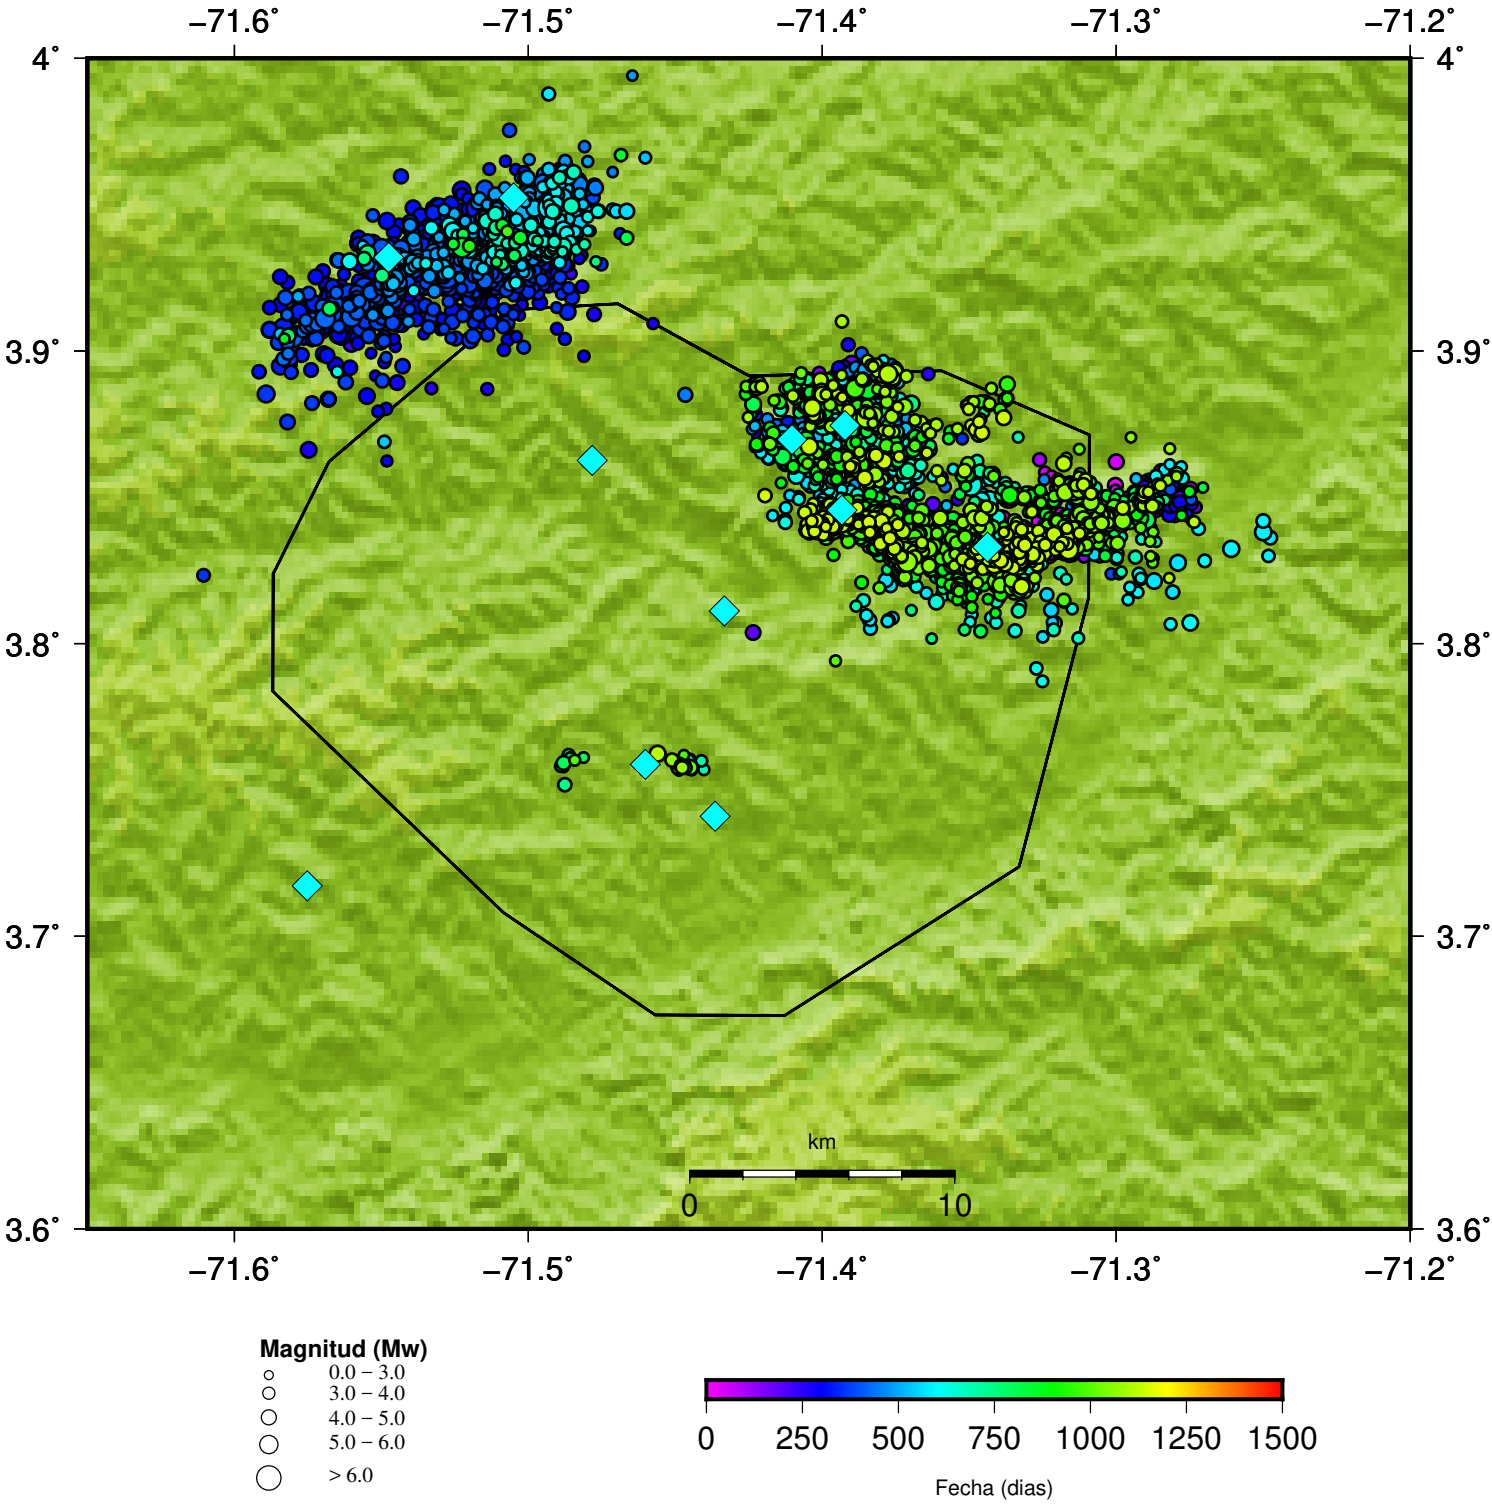 −71.6˚ −71.5˚ −71.4˚ −71.3˚ −71.2˚
4˚ 4˚
3.9˚ 3.9˚
3.8˚ 3.8˚
3.7˚ 3.7˚
km
0 10
3.6˚ 3.6˚
−71.6˚ −71.5˚ −71.4˚ −71.3˚ −71.2˚
Magnitud (Mw)
0.0 − 3.0
3.0 − 4.0
4.0 − 5.0
5.0 − 6.0
> 6.0
0 250 500 750 1000 1250 1500
Fecha (dias)